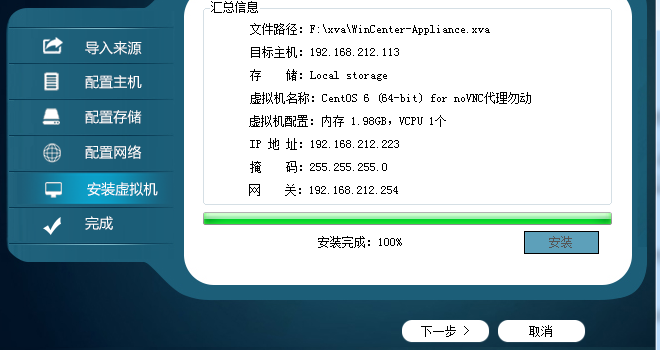 汇总信息
导入来源
配置主机
配置存储
配置网络
安装虚拟机
完成
文件路径：F:\xva\WinCenter-Appliance.xva
目标主机：192.168.212.113
存 储：Local storage
虚拟机名称：CentOS 6 (64-bit) for noVNC代理勿动
虚拟机配置：内存 1.98GB，VCPU 1个
IP 地 址：192.168.212.223
掩 码：255.255.255.0
网 关：192.168.212.254
安装完成：100%
安装
下一步 >
取消